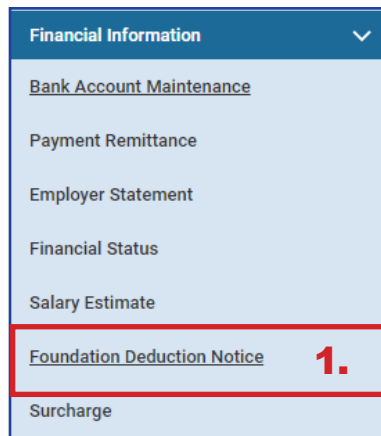 Financial Information
Bank Account Maintenance
Payment Remittance
Employer Statement
Financial Status
Salary Estimate
Foundation Deduction Notice 1.
Surcharge